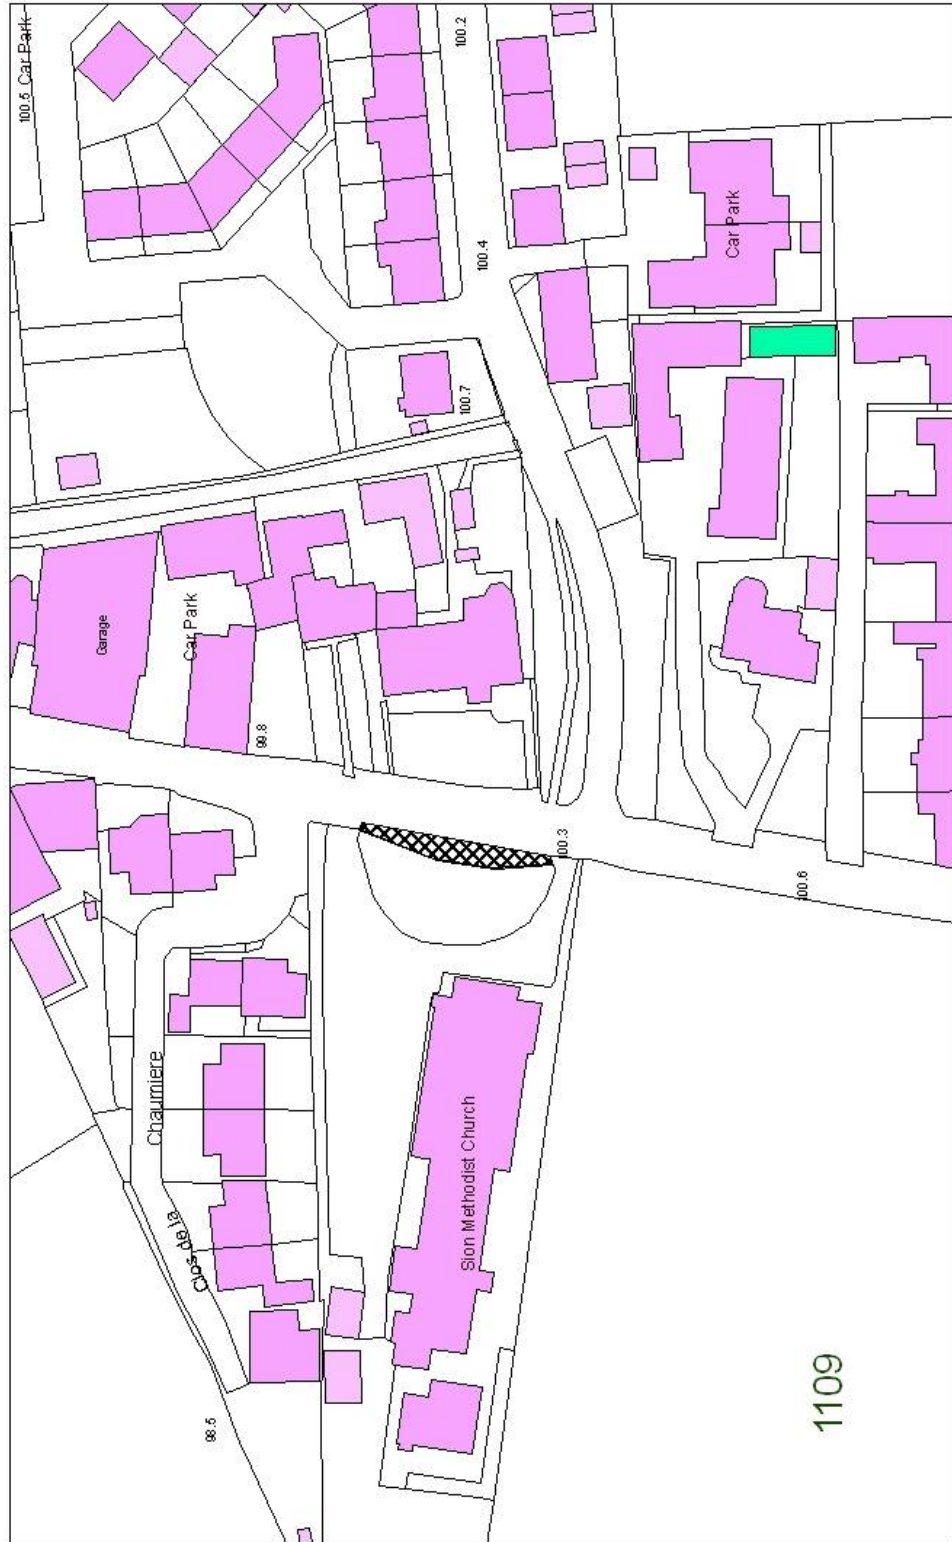 100.5 Car Park
100.2
100.4
Car Park
100.7
Garage
Car Park
99.8
100.3
100.6
Chaumiere
Clos de la
Sion Methodist Church
98.5
1109